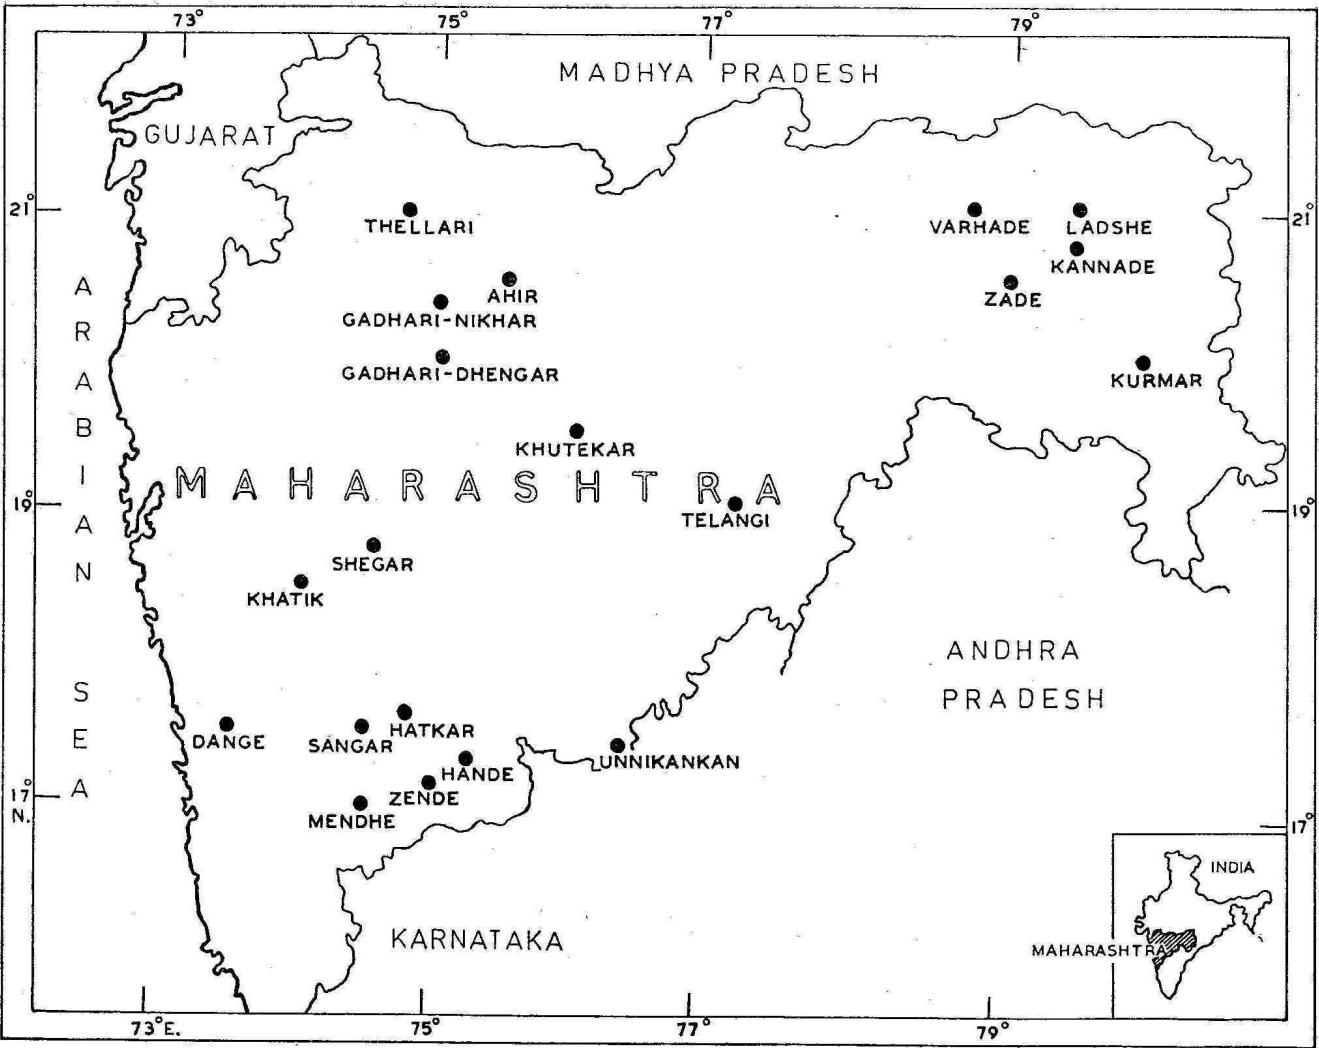 73° 75° 77° 79°
MADHYA PRADESH
GUJARAT
21° 21°
THELLARI
VARHADE
LADSHE
KANNADE
AHIR
ZADE
GADHARI-NIKHAR
GADHARI-DHENGAR
KURMAR
KHUTEKAR
MAHARASHTRA
19° 19°
TELANGI
ARABIAN SEA
SHEGAR
KHATIK
ANDHRA
PRADESH
DANGE
SANGAR
HATKAR
HANDE
UNNIKANKAN
ZENDE
MENDHE
17°
N.
17°
KARNATAKA
INDIA
MAHARASHTRA
73°E. 75° 77° 79°